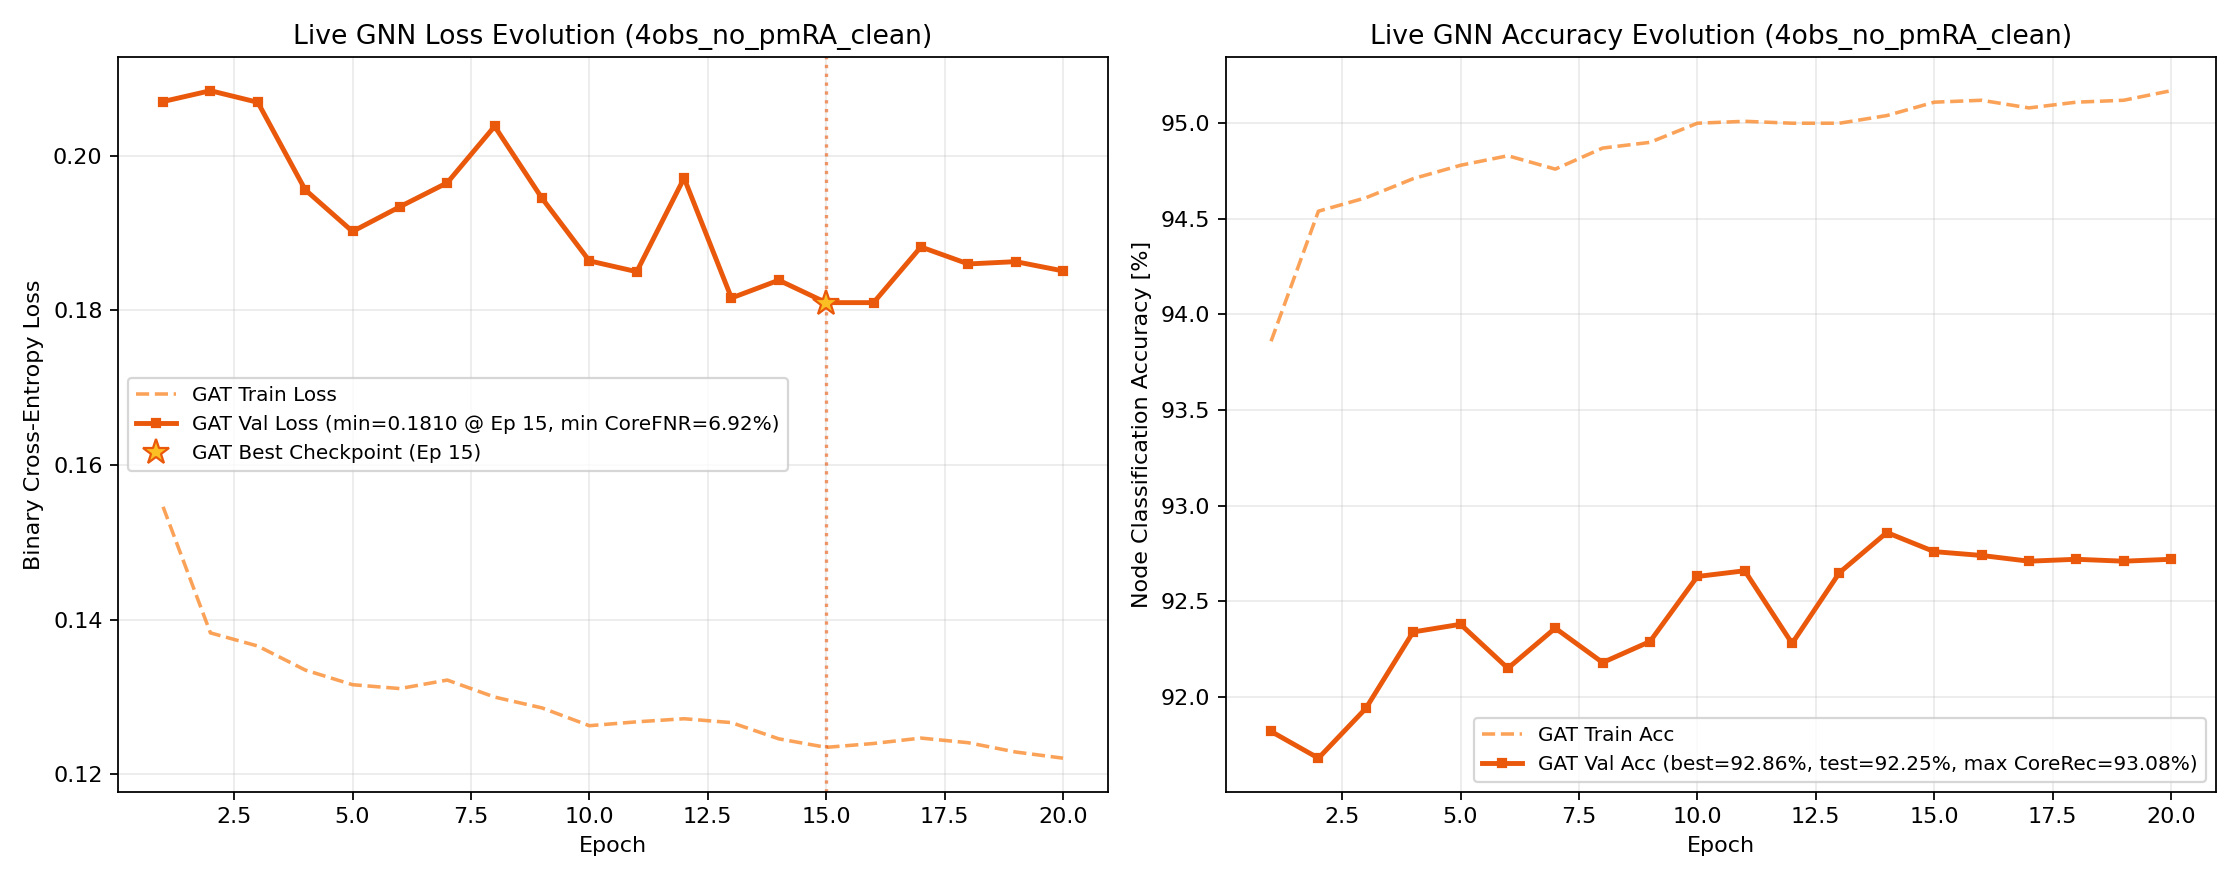 Live GNN Loss Evolution (4obs_no_pmRA_clean)
Binary Cross-Entropy Loss
0.20
0.18
0.16
0.14
0.12
GAT Train Loss
GAT Val Loss (min=0.1810 @ Ep 15, min CoreFNR=6.92%)
GAT Best Checkpoint (Ep 15)
2.5 5.0 7.5 10.0 12.5 15.0 17.5 20.0
Epoch
Live GNN Accuracy Evolution (4obs_no_pmRA_clean)
Node Classification Accuracy [%]
95.0
94.5
94.0
93.5
93.0
92.5
92.0
GAT Train Acc
GAT Val Acc (best=92.86%, test=92.25%, max CoreRec=93.08%)
2.5 5.0 7.5 10.0 12.5 15.0 17.5 20.0
Epoch